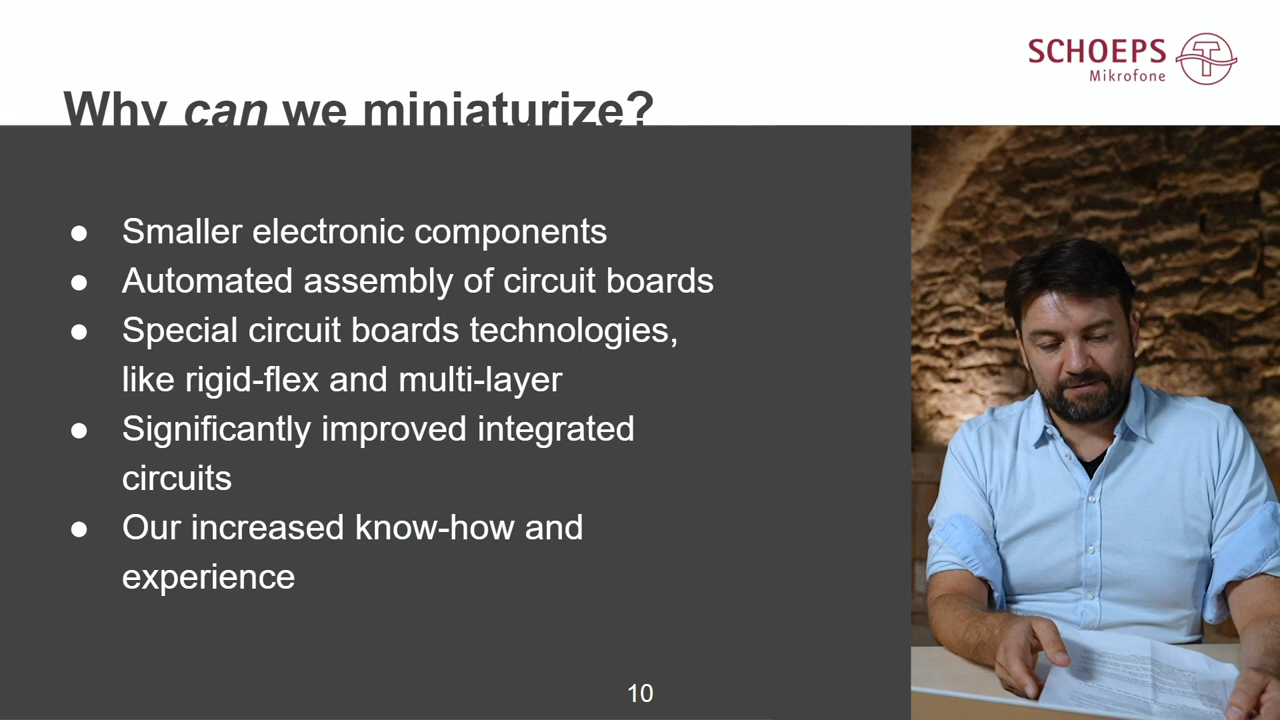 SCHOEPS
Mikrofone
Why can we miniaturize?
● Smaller electronic components
● Automated assembly of circuit boards
● Special circuit boards technologies,
like rigid-flex and multi-layer
● Significantly improved integrated
circuits
● Our increased know-how and
experience
10